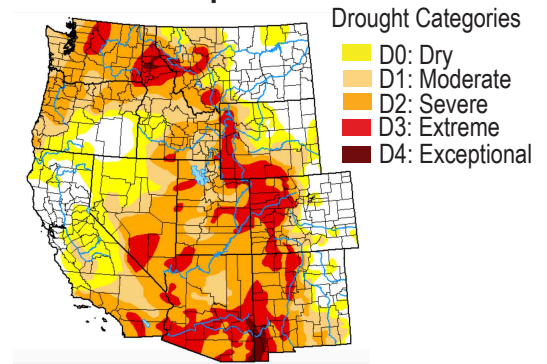 Drought Categories
D0: Dry
D1: Moderate
D2: Severe
D3: Extreme
D4: Exceptional